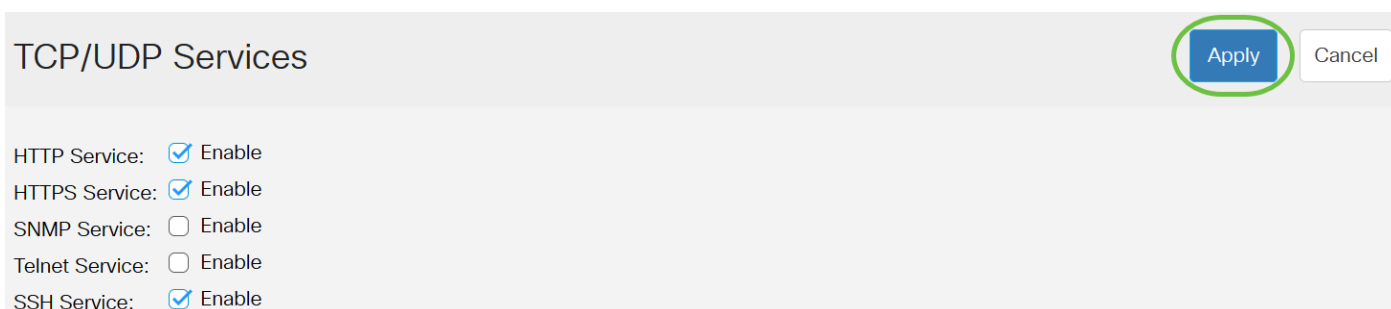 TCP/UDP Services
Apply Cancel
HTTP Service: Enable
HTTPS Service: Enable
SNMP Service: Enable
Telnet Service: Enable
SSH Service: Enable